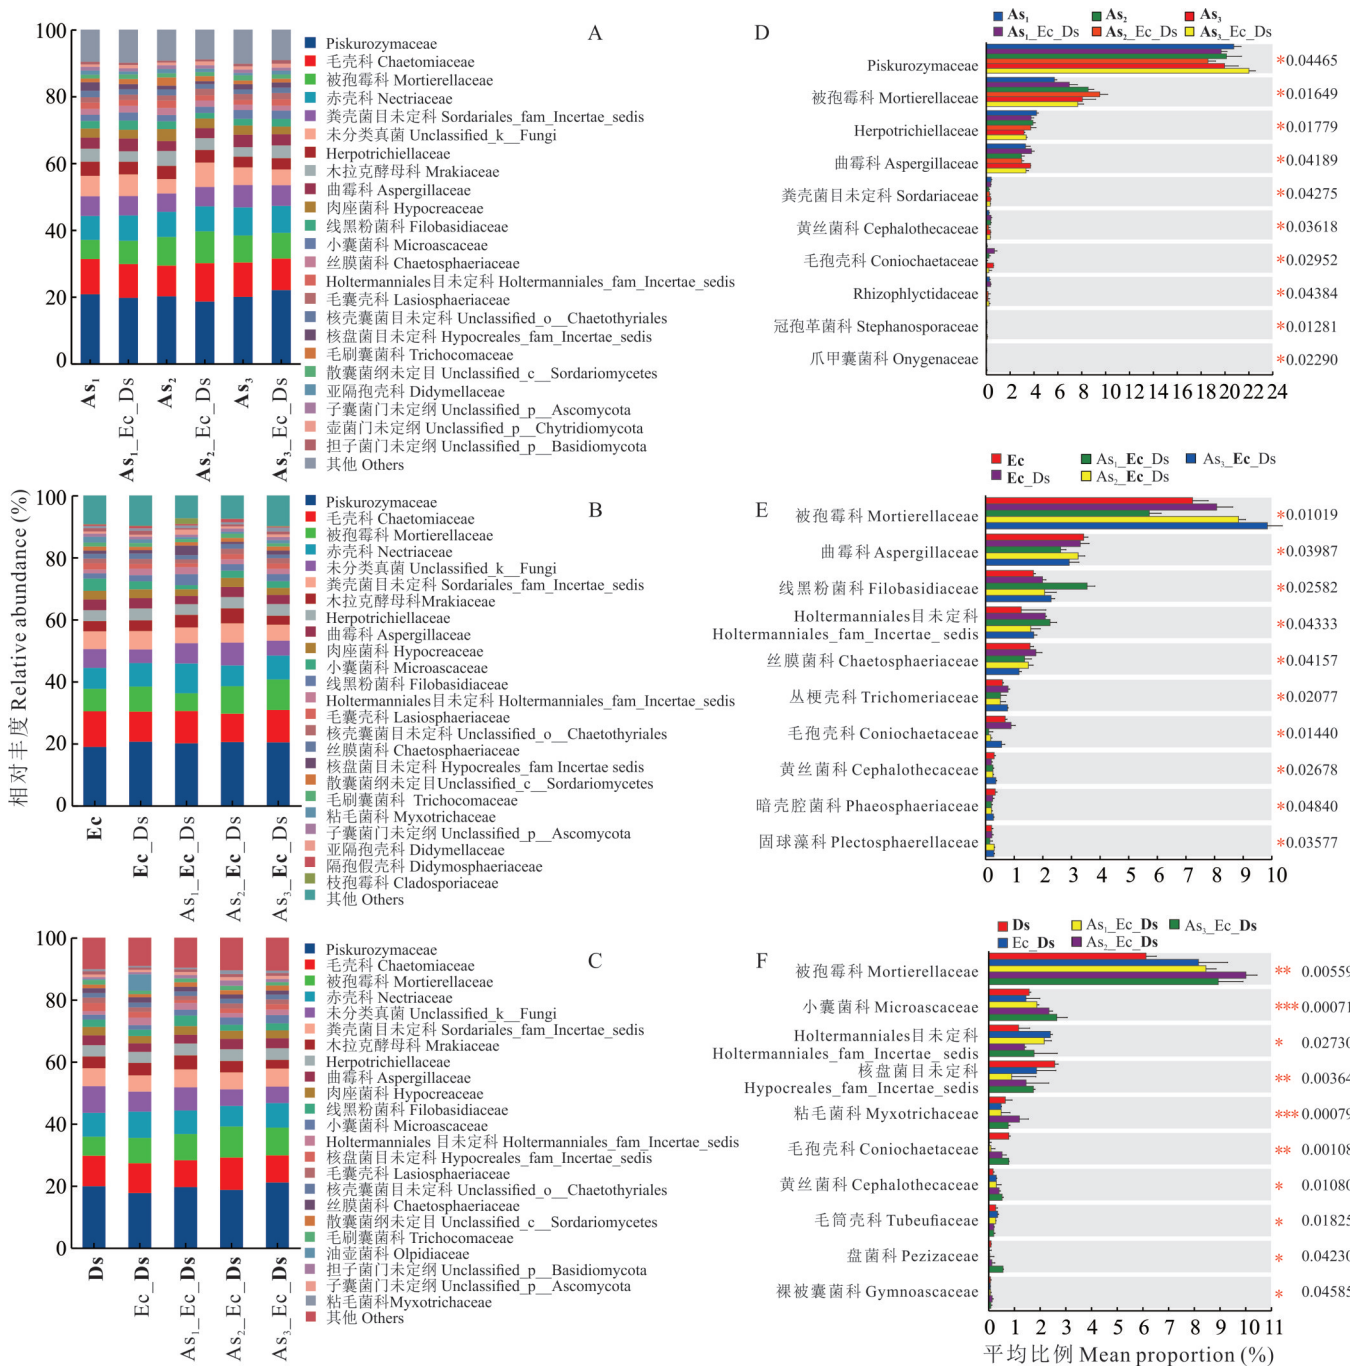 相对丰度 Relative abundance (%)
A
100
80
60
40
20
0
As₁
As₁_Ec_Ds
As₂
As₂_Ec_Ds
As₃
As₃_Ec_Ds
Piskurozymaceae
毛壳科 Chaetomiaceae
被孢霉科 Mortierellaceae
赤壳科 Nectriaceae
粪壳菌目未定科 Sordariales_fam_Incertae_sedis
未分类真菌 Unclassified_k__Fungi
Herpotrichiellaceae
木拉克酵母科 Mrakiaceae
曲霉科 Aspergillaceae
肉座菌科 Hypocreaceae
线黑粉菌科 Filobasidiaceae
小囊菌科 Microascaceae
丝膜菌科 Chaetosphaeriaceae
Holtermanniales目未定科 Holtermanniales_fam_Incertae_sedis
毛囊壳科 Lasiosphaeriaceae
核壳囊菌目未定科 Unclassified_o__Chaetothyriales
核盘菌目未定科 Hypocreales_fam_Incertae_sedis
毛刷囊菌科 Trichocomaceae
散囊菌纲未定目 Unclassified_c__Sordariomycetes
亚隔孢壳科 Didymellaceae
子囊菌门未定纲 Unclassified_p__Ascomycota
壶菌门未定纲 Unclassified_p__Chytridiomycota
担子菌门未定纲 Unclassified_p__Basidiomycota
其他 Others
B
100
80
60
40
20
0
Ec
Ec_Ds
As₁_Ec_Ds
As₂_Ec_Ds
As₃_Ec_Ds
Piskurozymaceae
毛壳科 Chaetomiaceae
被孢霉科 Mortierellaceae
赤壳科 Nectriaceae
未分类真菌 Unclassified_k__Fungi
粪壳菌目未定科 Sordariales_fam_Incertae_sedis
木拉克酵母科Mrakiaceae
Herpotrichiellaceae
曲霉科 Aspergillaceae
肉座菌科 Hypocreaceae
小囊菌科 Microascaceae
线黑粉菌科 Filobasidiaceae
Holtermanniales目未定科 Holtermanniales_fam_Incertae_sedis
毛囊壳科 Lasiosphaeriaceae
核壳囊菌目未定科 Unclassified_o__Chaetothyriales
丝膜菌科 Chaetosphaeriaceae
核盘菌目未定科 Hypocreales_fam Incertae sedis
散囊菌纲未定目Unclassified_c__Sordariomycetes
毛刷囊菌科 Trichocomaceae
粘毛菌科 Myxotrichaceae
子囊菌门未定纲 Unclassified_p__Ascomycota
亚隔孢壳科 Didymellaceae
隔孢假壳科 Didymosphaeriaceae
枝孢霉科 Cladosporiaceae
其他 Others
C
100
80
60
40
20
0
Ds
Ec_Ds
As₁_Ec_Ds
As₂_Ec_Ds
As₃_Ec_Ds
Piskurozymaceae
毛壳科 Chaetomiaceae
被孢霉科 Mortierellaceae
赤壳科 Nectriaceae
未分类真菌 Unclassified_k__Fungi
粪壳菌目未定科 Sordariales_fam_Incertae_sedis
木拉克酵母科 Mrakiaceae
Herpotrichiellaceae
曲霉科 Aspergillaceae
肉座菌科 Hypocreaceae
线黑粉菌科 Filobasidiaceae
小囊菌科 Microascaceae
Holtermanniales 目未定科 Holtermanniales_fam_Incertae_sedis
核盘菌目未定科 Hypocreales_fam_Incertae_sedis
毛囊壳科 Lasiosphaeriaceae
核壳囊菌目未定科 Unclassified_o__Chaetothyriales
丝膜菌科 Chaetosphaeriaceae
散囊菌纲未定目 Unclassified_c__Sordariomycetes
毛刷囊菌科 Trichocomaceae
油壶菌科 Olpidiaceae
担子菌门未定纲 Unclassified_p__Basidiomycota
子囊菌门未定纲 Unclassified_p__Ascomycota
粘毛菌科Myxotrichaceae
其他 Others
D
As₁ As₂ As₃
As₁_Ec_Ds As₂_Ec_Ds As₃_Ec_Ds
Piskurozymaceae *0.04465
被孢霉科 Mortierellaceae *0.01649
Herpotrichiellaceae *0.01779
曲霉科 Aspergillaceae *0.04189
粪壳菌目未定科 Sordariaceae *0.04275
黄丝菌科 Cephalothecaceae *0.03618
毛孢壳科 Coniochaetaceae *0.02952
Rhizophlyctidaceae *0.04384
冠孢革菌科 Stephanosporaceae *0.01281
爪甲囊菌科 Onygenaceae *0.02290
0 2 4 6 8 10 12 14 16 18 20 22 24
E
Ec As₁_Ec_Ds As₃_Ec_Ds
Ec_Ds As₂_Ec_Ds
被孢霉科 Mortierellaceae *0.01019
曲霉科 Aspergillaceae *0.03987
线黑粉菌科 Filobasidiaceae *0.02582
Holtermanniales目未定科
Holtermanniales_fam_Incertae_sedis *0.04333
丝膜菌科 Chaetosphaeriaceae *0.04157
丛梗壳科 Trichomeriaceae *0.02077
毛孢壳科 Coniochaetaceae *0.01440
黄丝菌科 Cephalothecaceae *0.02678
暗壳腔菌科 Phaeosphaeriaceae *0.04840
固球藻科 Plectosphaerellaceae *0.03577
0 1 2 3 4 5 6 7 8 9 10
F
Ds As₁_Ec_Ds As₃_Ec_Ds
Ec_Ds As₂_Ec_Ds
被孢霉科 Mortierellaceae ** 0.00559
小囊菌科 Microascaceae *** 0.00071
Holtermanniales目未定科
Holtermanniales_fam_Incertae_sedis * 0.02730
核盘菌目未定科
Hypocreales_fam_Incertae_sedis ** 0.00364
粘毛菌科 Myxotrichaceae *** 0.00079
毛孢壳科 Coniochaetaceae ** 0.00108
黄丝菌科 Cephalothecaceae * 0.01080
毛筒壳科 Tubeufiaceae * 0.01825
盘菌科 Pezizaceae * 0.04230
裸被囊菌科 Gymnoascaceae * 0.04585
0 1 2 3 4 5 6 7 8 9 10 11
平均比例 Mean proportion (%)